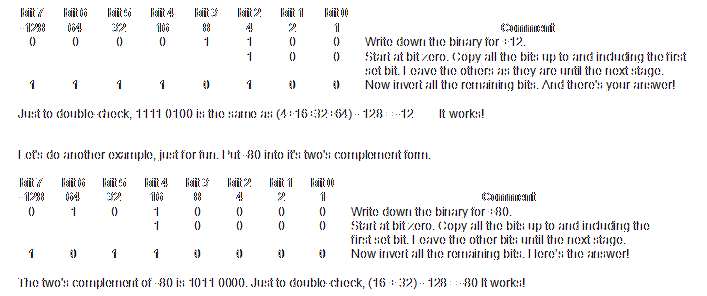 bit 7 bit 6 bit 5 bit 4 bit 3 bit 2 bit 1 bit 0
-128 64 32 16 8 4 2 1 Comment
0 0 0 0 1 1 0 0 Write down the binary for +12.
1 0 0 Start at bit zero. Copy all the bits up to and including the first
set bit. Leave the others as they are until the next stage.
1 1 1 1 0 1 0 0 Now invert all the remaining bits. And there's your answer!
Just to double-check, 1111 0100 is the same as (4+16+32+64) - 128 = -12 It works!
Let's do another example, just for fun. Put -80 into it's two's complement form.
bit 7 bit 6 bit 5 bit 4 bit 3 bit 2 bit 1 bit 0
-128 64 32 16 8 4 2 1 Comment
0 1 0 1 0 0 0 0 Write down the binary for +80.
1 0 0 0 0 Start at bit zero. Copy all the bits up to and including the
first set bit. Leave the other bits until the next stage.
1 0 1 1 0 0 0 0 Now invert all the remaining bits. Here's the answer!
The two's complement of -80 is 1011 0000. Just to double-check, (16 + 32) - 128 = -80 It works!